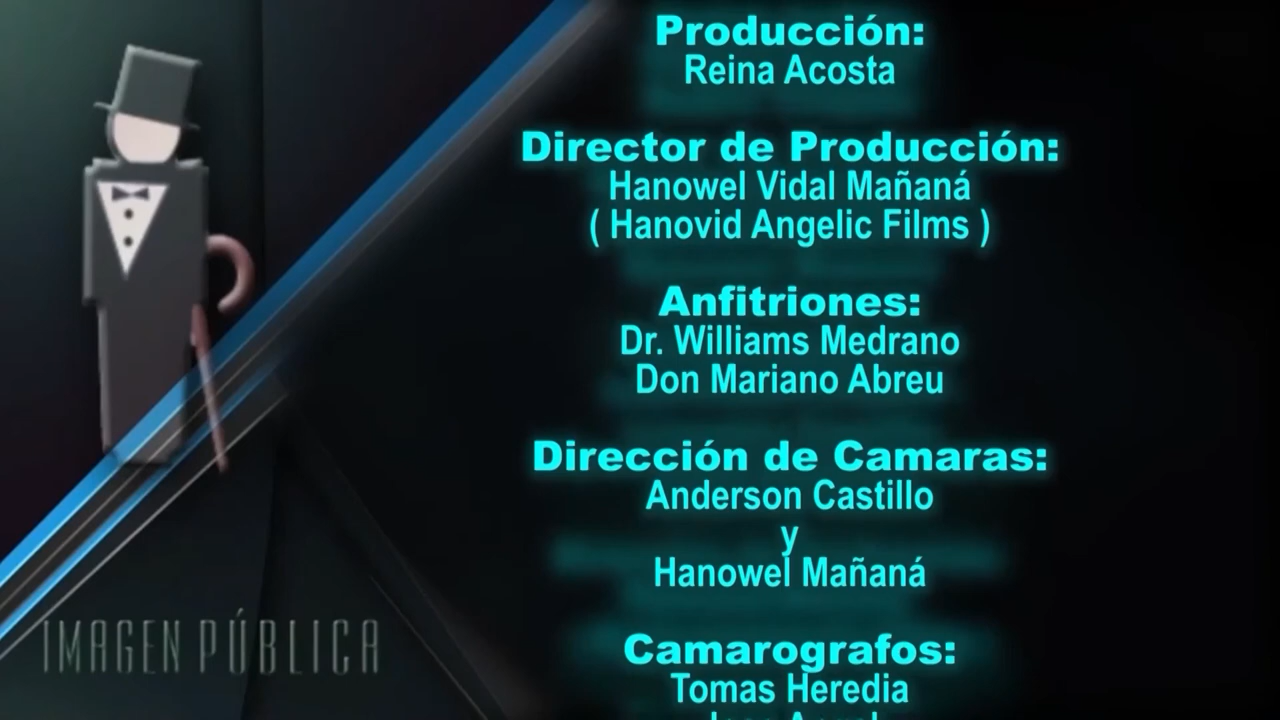 Producción:
Reina Acosta
Director de Producción:
Hanowel Vidal Mañaná
( Hanovid Angelic Films )
Anfitriones:
Dr. Williams Medrano
Don Mariano Abreu
Dirección de Camaras:
Anderson Castillo
y
Hanowel Mañaná
Camarografos:
Tomas Heredia
IMAGEN PÚBLICA